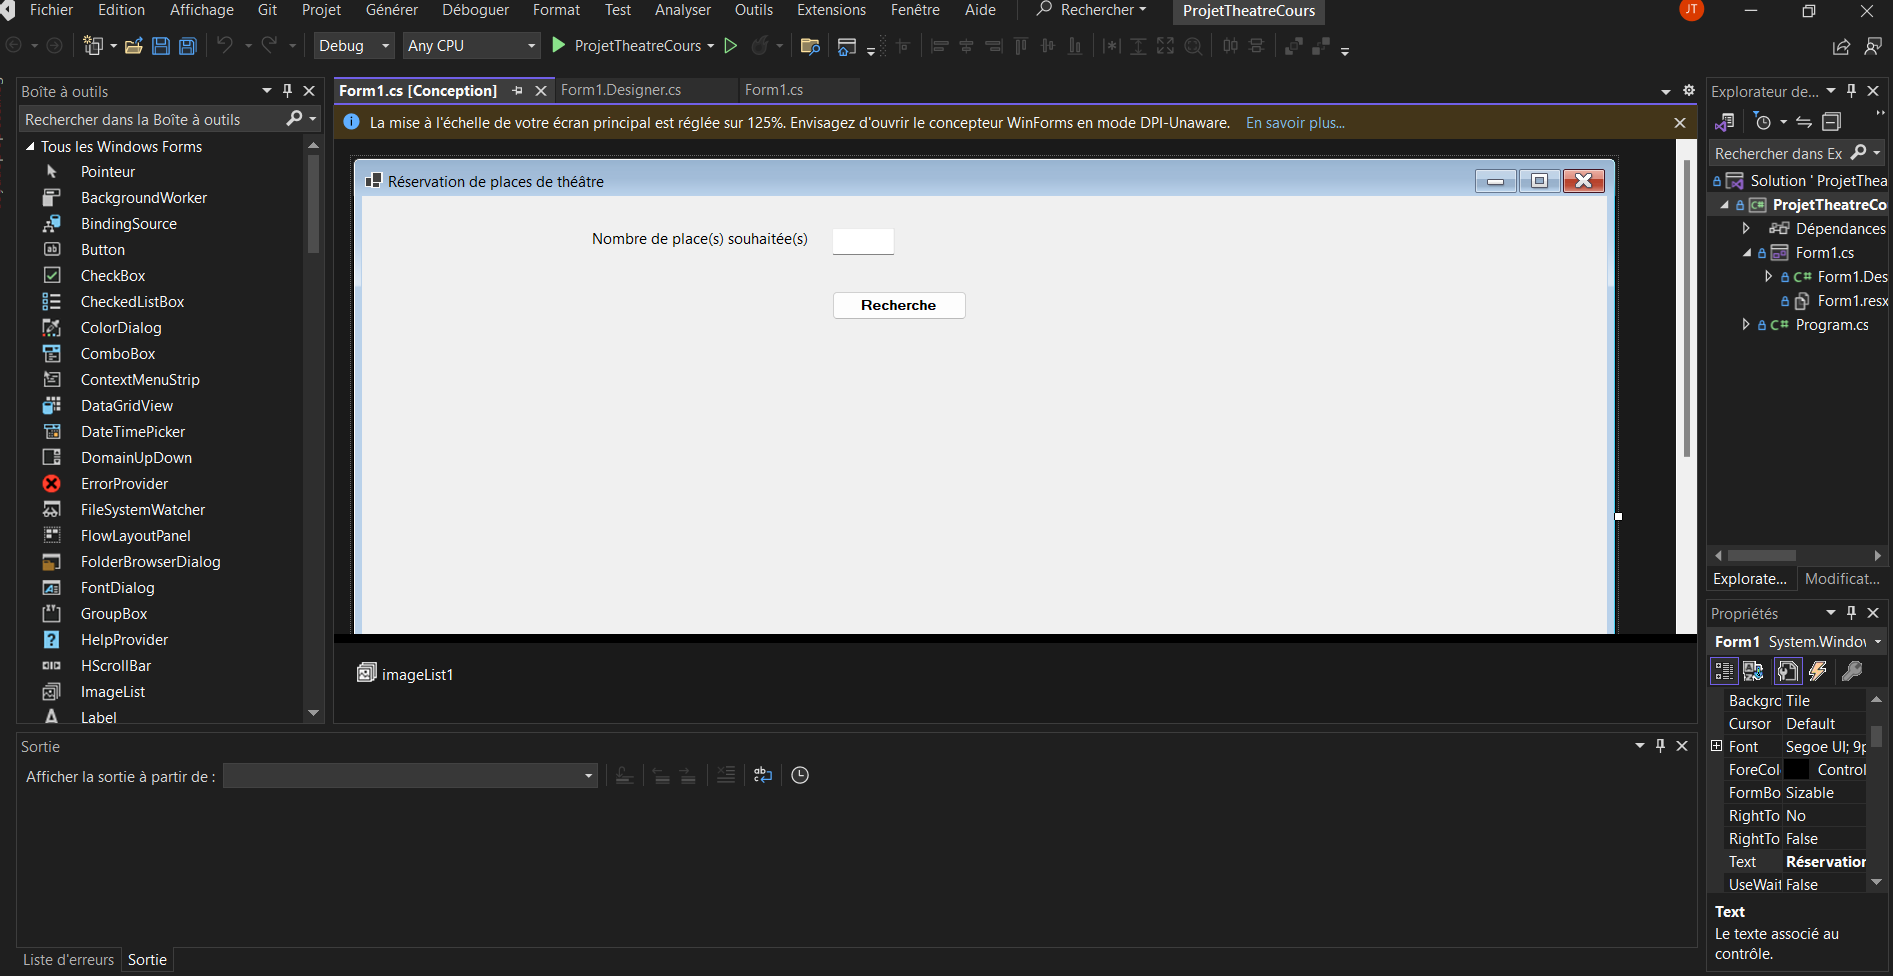 Fichier Edition Affichage Git Projet Générer Déboguer Format Test Analyser Outils Extensions Fenêtre Aide Rechercher ProjetTheatreCours JT
Debug Any CPU ProjetTheatreCours
Boîte à outils
Rechercher dans la Boîte à outils
Tous les Windows Forms
Pointeur
BackgroundWorker
BindingSource
Button
CheckBox
CheckedListBox
ColorDialog
ComboBox
ContextMenuStrip
DataGridView
DateTimePicker
DomainUpDown
ErrorProvider
FileSystemWatcher
FlowLayoutPanel
FolderBrowserDialog
FontDialog
GroupBox
HelpProvider
HScrollBar
ImageList
Label
Form1.cs [Conception] Form1.Designer.cs Form1.cs
La mise à l'échelle de votre écran principal est réglée sur 125%. Envisagez d'ouvrir le concepteur WinForms en mode DPI-Unaware. En savoir plus...
Réservation de places de théâtre
Nombre de place(s) souhaitée(s)
Recherche
imageList1
Explorateur de...
Rechercher dans Ex
Solution ' ProjetThea
ProjetTheatreCo
Dépendances
Form1.cs
C# Form1.Des
Form1.resx
C# Program.cs
Explorate... Modificat...
Propriétés
Form1 System.Window
Backgrc Tile
Cursor Default
Font Segoe UI; 9p
ForeCol Control
FormBo Sizable
RightTo No
RightTo False
Text Réservation
UseWait False
Text
Le texte associé au
contrôle.
Sortie
Afficher la sortie à partir de :
Liste d'erreurs Sortie